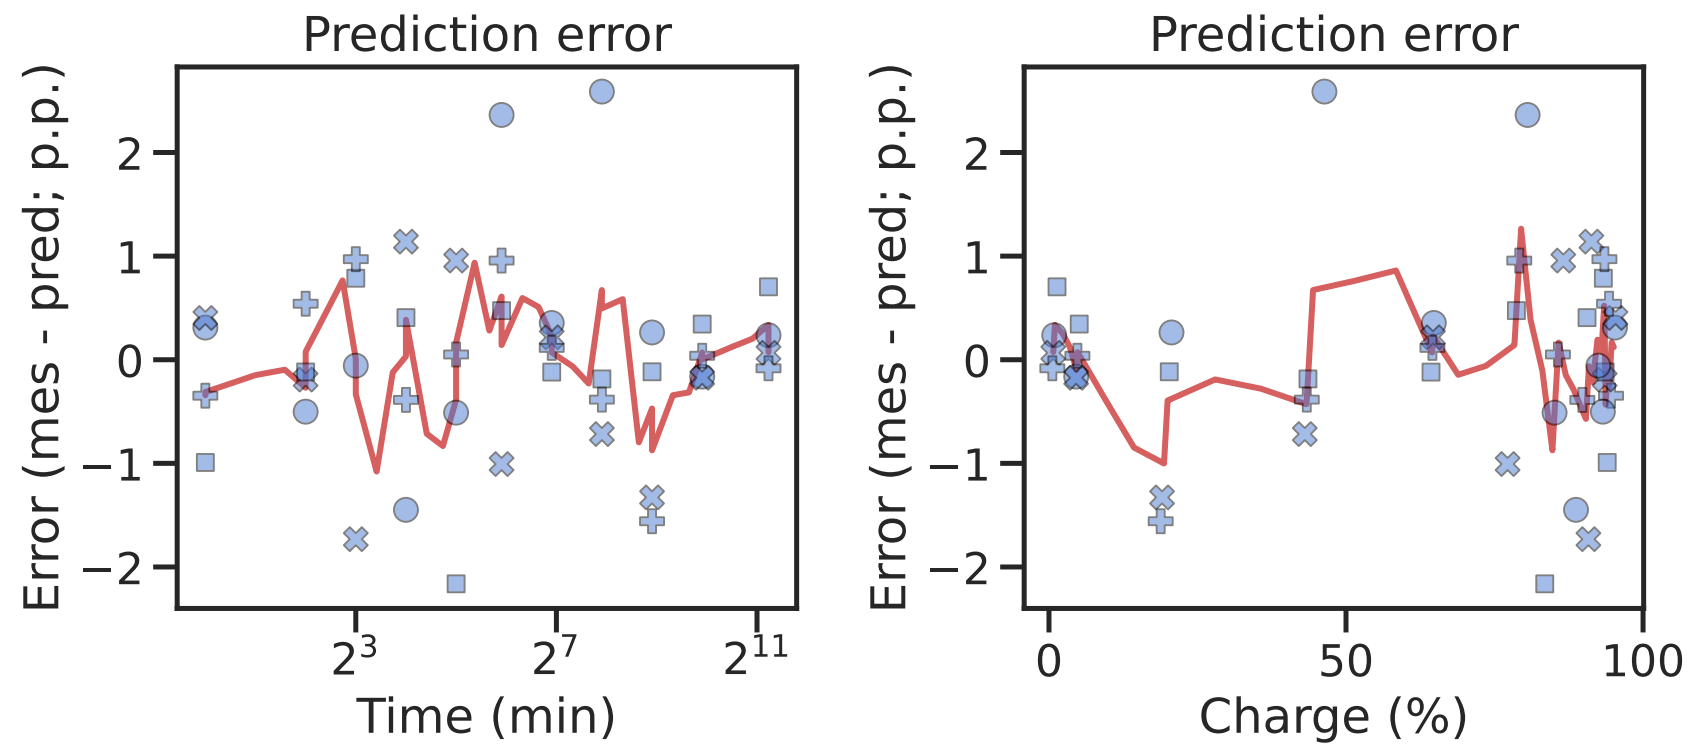 Prediction error
Error (mes - pred; p.p.)
2
1
0
−1
−2
2^3
2^7
2^11
Time (min)
Prediction error
Error (mes - pred; p.p.)
2
1
0
−1
−2
0
50
100
Charge (%)